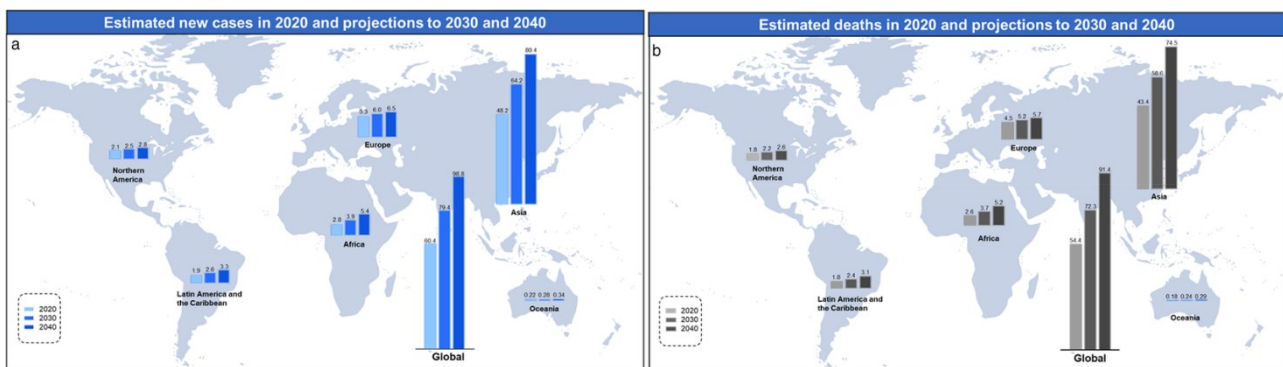 Estimated new cases in 2020 and projections to 2030 and 2040
a
2.1 2.5 2.8
Northern
America
5.3 6.0 6.5
Europe
48.2 64.2 80.4
Asia
2.8 3.9 5.4
Africa
60.4 79.4 98.8
Global
1.9 2.6 3.3
Latin America and
the Caribbean
0.22 0.28 0.34
Oceania
2020
2030
2040
Estimated deaths in 2020 and projections to 2030 and 2040
b
1.8 2.2 2.6
Northern
America
4.5 5.2 5.7
Europe
43.4 58.6 74.5
Asia
2.6 3.7 5.2
Africa
54.4 72.3 91.4
Global
1.8 2.4 3.1
Latin America and
the Caribbean
0.18 0.24 0.29
Oceania
2020
2030
2040